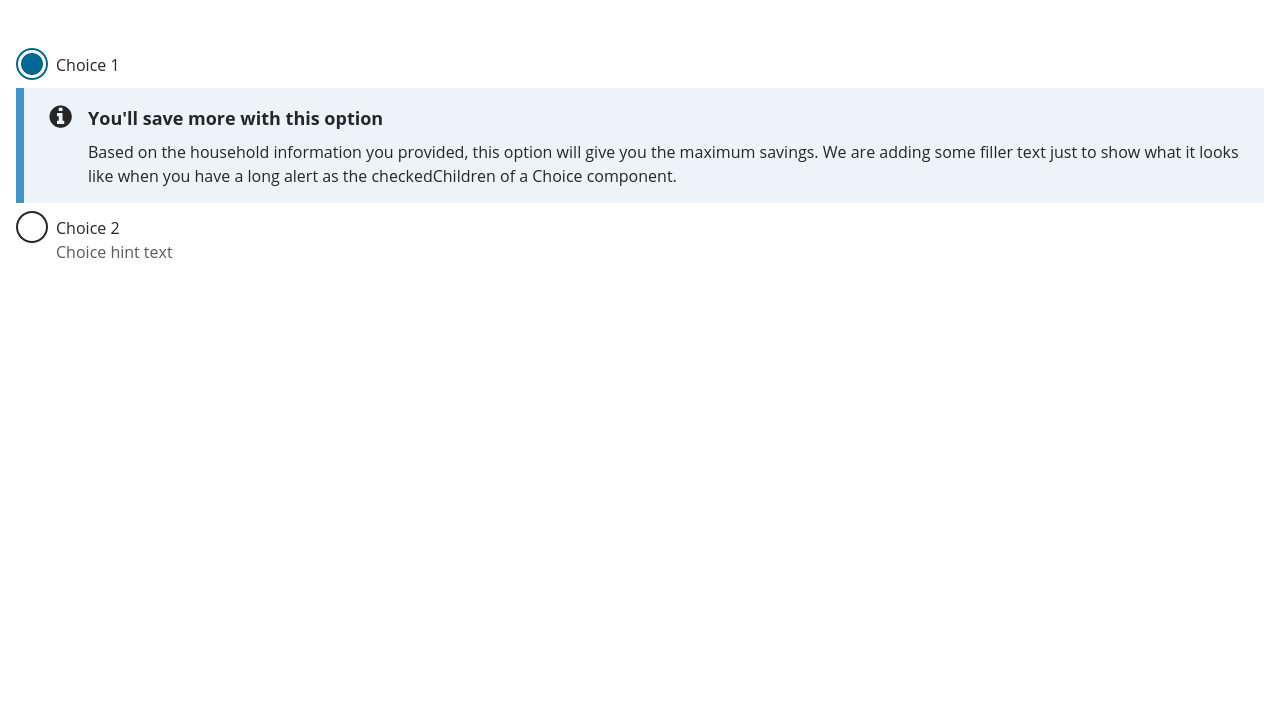 Choice 1
You'll save more with this option
Based on the household information you provided, this option will give you the maximum savings. We are adding some filler text just to show what it looks
like when you have a long alert as the checkedChildren of a Choice component.
Choice 2
Choice hint text